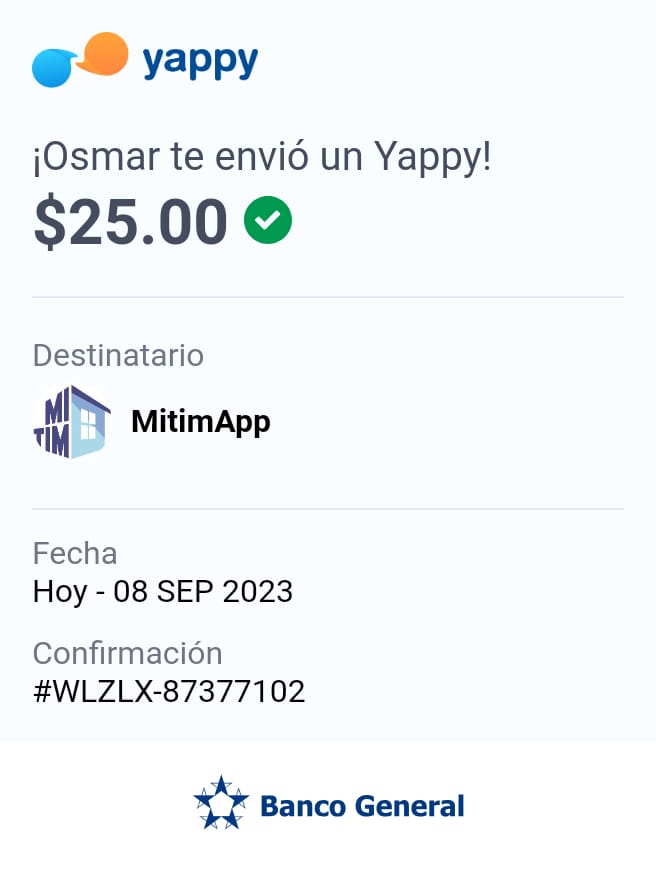 yappy
¡Osmar te envió un Yappy!
$25.00
Destinatario
MI
TIM
MitimApp
Fecha
Hoy - 08 SEP 2023
Confirmación
#WLZLX-87377102
Banco General